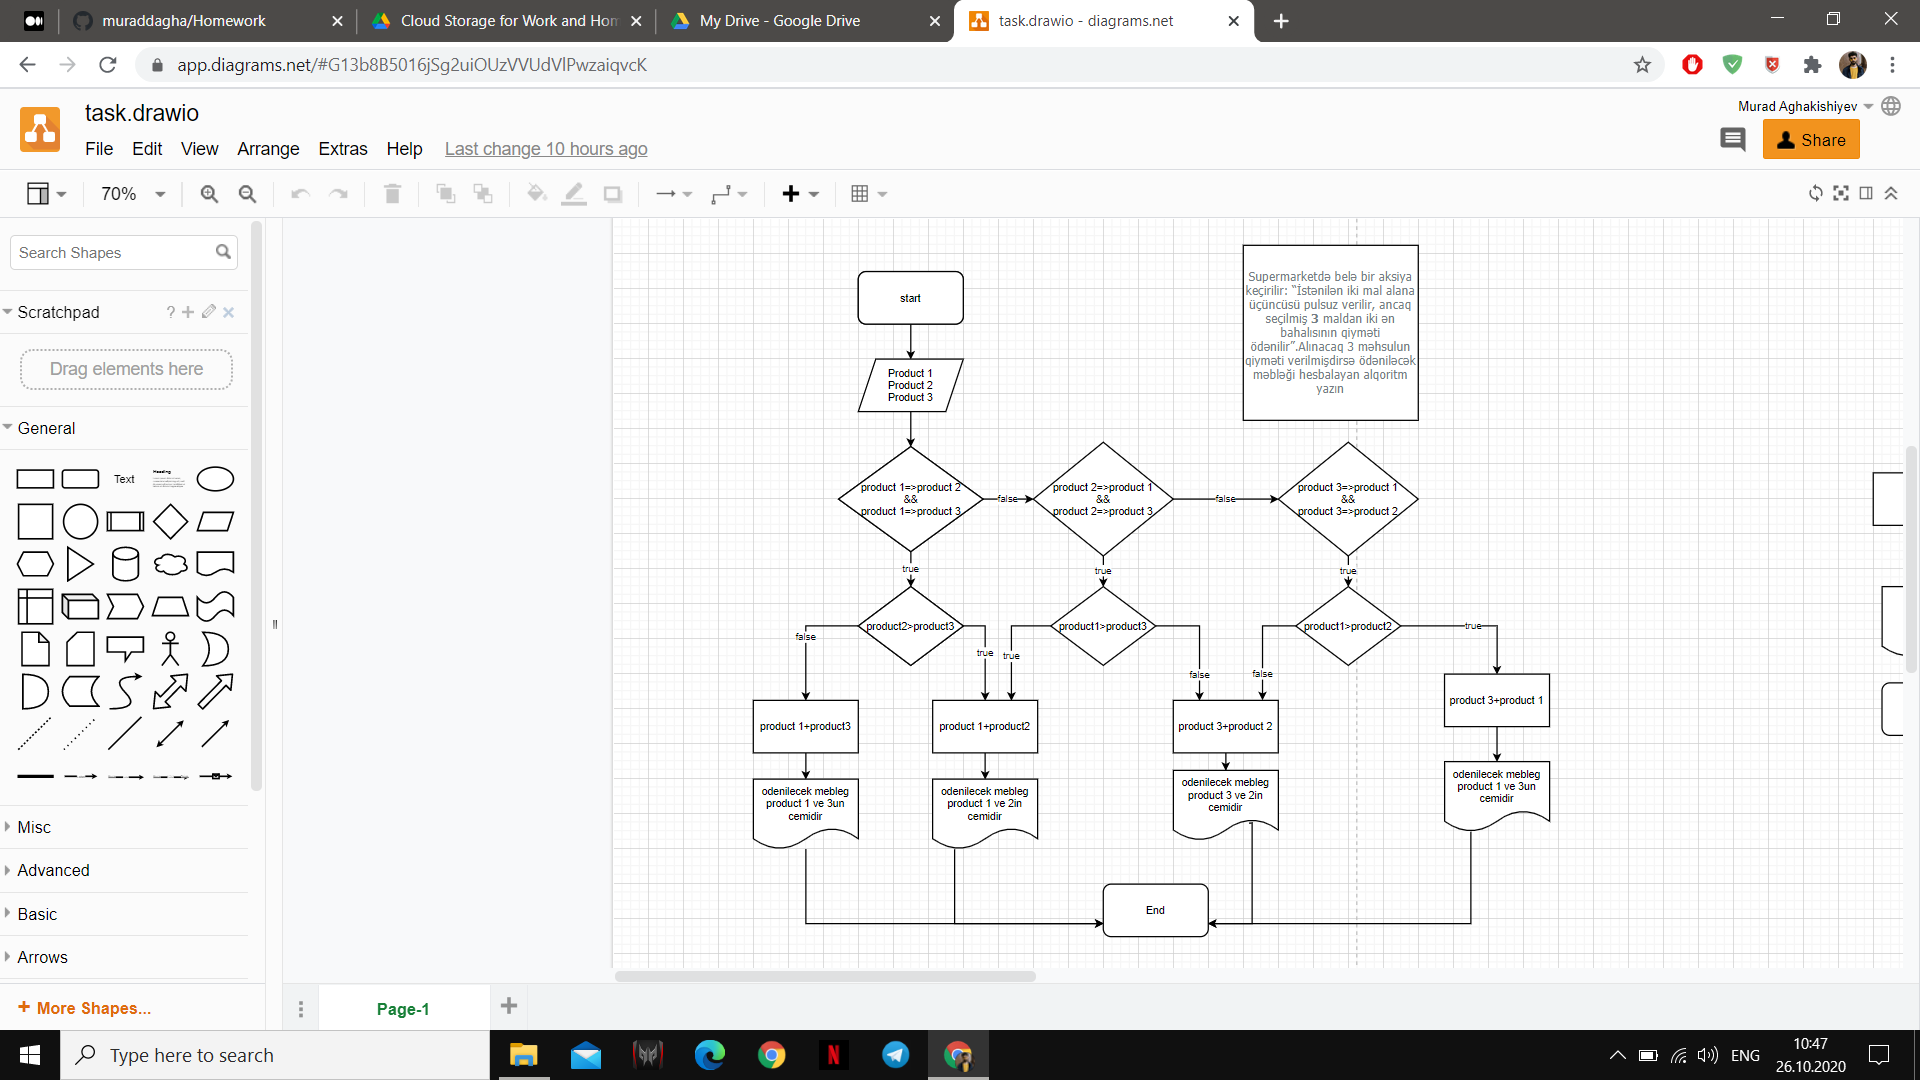 muraddagha/Homework
Cloud Storage for Work and Hom
My Drive - Google Drive
task.drawio - diagrams.net
app.diagrams.net/#G13b8B5016jSg2uiOUzVVUdVlPwzaiqvcK
task.drawio
Murad Aghakishiyev
File Edit View Arrange Extras Help Last change 10 hours ago
Share
70%
Search Shapes
Scratchpad
?
Drag elements here
General
Text
Heading
Misc
Advanced
Basic
Arrows
+ More Shapes...
start
Product 1
Product 2
Product 3
Supermarketdə belə bir aksiya
keçirilir: "İstənilən iki mal alana
üçüncüsü pulsuz verilir, ancaq
seçilmiş 3 maldan iki ən
bahalısının qiyməti
ödənilir".Alınacaq 3 məhsulun
qiyməti verilmişdirsə ödəniləcək
məbləği hesbalayan alqoritm
yazın
product 1=>product 2
&&
product 1=>product 3
false
product 2=>product 1
&&
product 2=>product 3
false
product 3=>product 1
&&
product 3=>product 2
true
true
true
product2>product3
product1>product3
product1>product2
false
true
true
false
false
true
product 1+product3
product 1+product2
product 3+product 2
product 3+product 1
odenilecek mebleg
product 1 ve 3un
cemidir
odenilecek mebleg
product 1 ve 2in
cemidir
odenilecek mebleg
product 3 ve 2in
cemidir
odenilecek mebleg
product 1 ve 3un
cemidir
End
Page-1
Type here to search
N
ENG
10:47
26.10.2020